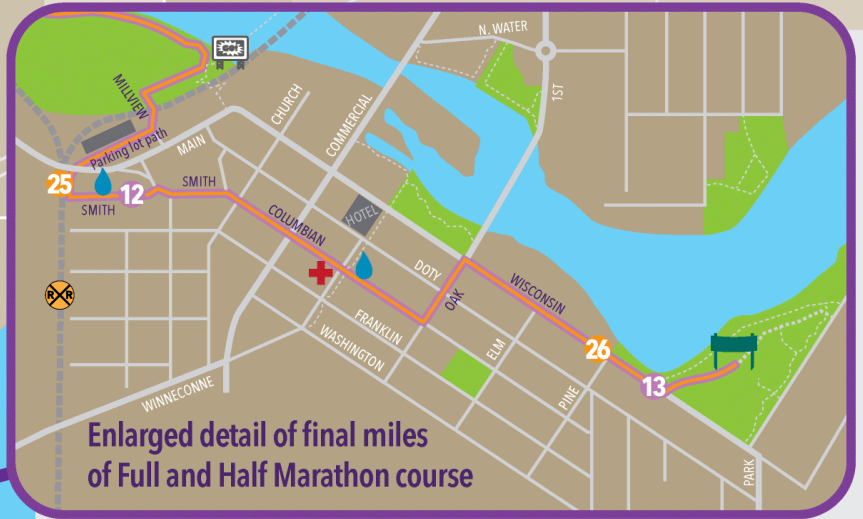 N. WATER
GO!
1ST
MILLVIEW
CHURCH
COMMERCIAL
Parking lot path
MAIN
25
12
SMITH
SMITH
HOTEL
COLUMBIAN
DOTY
OAK
WISCONSIN
R R
FRANKLIN
WASHINGTON
ELM
26
13
PINE
WINNECONNE
PARK
Enlarged detail of final miles
of Full and Half Marathon course